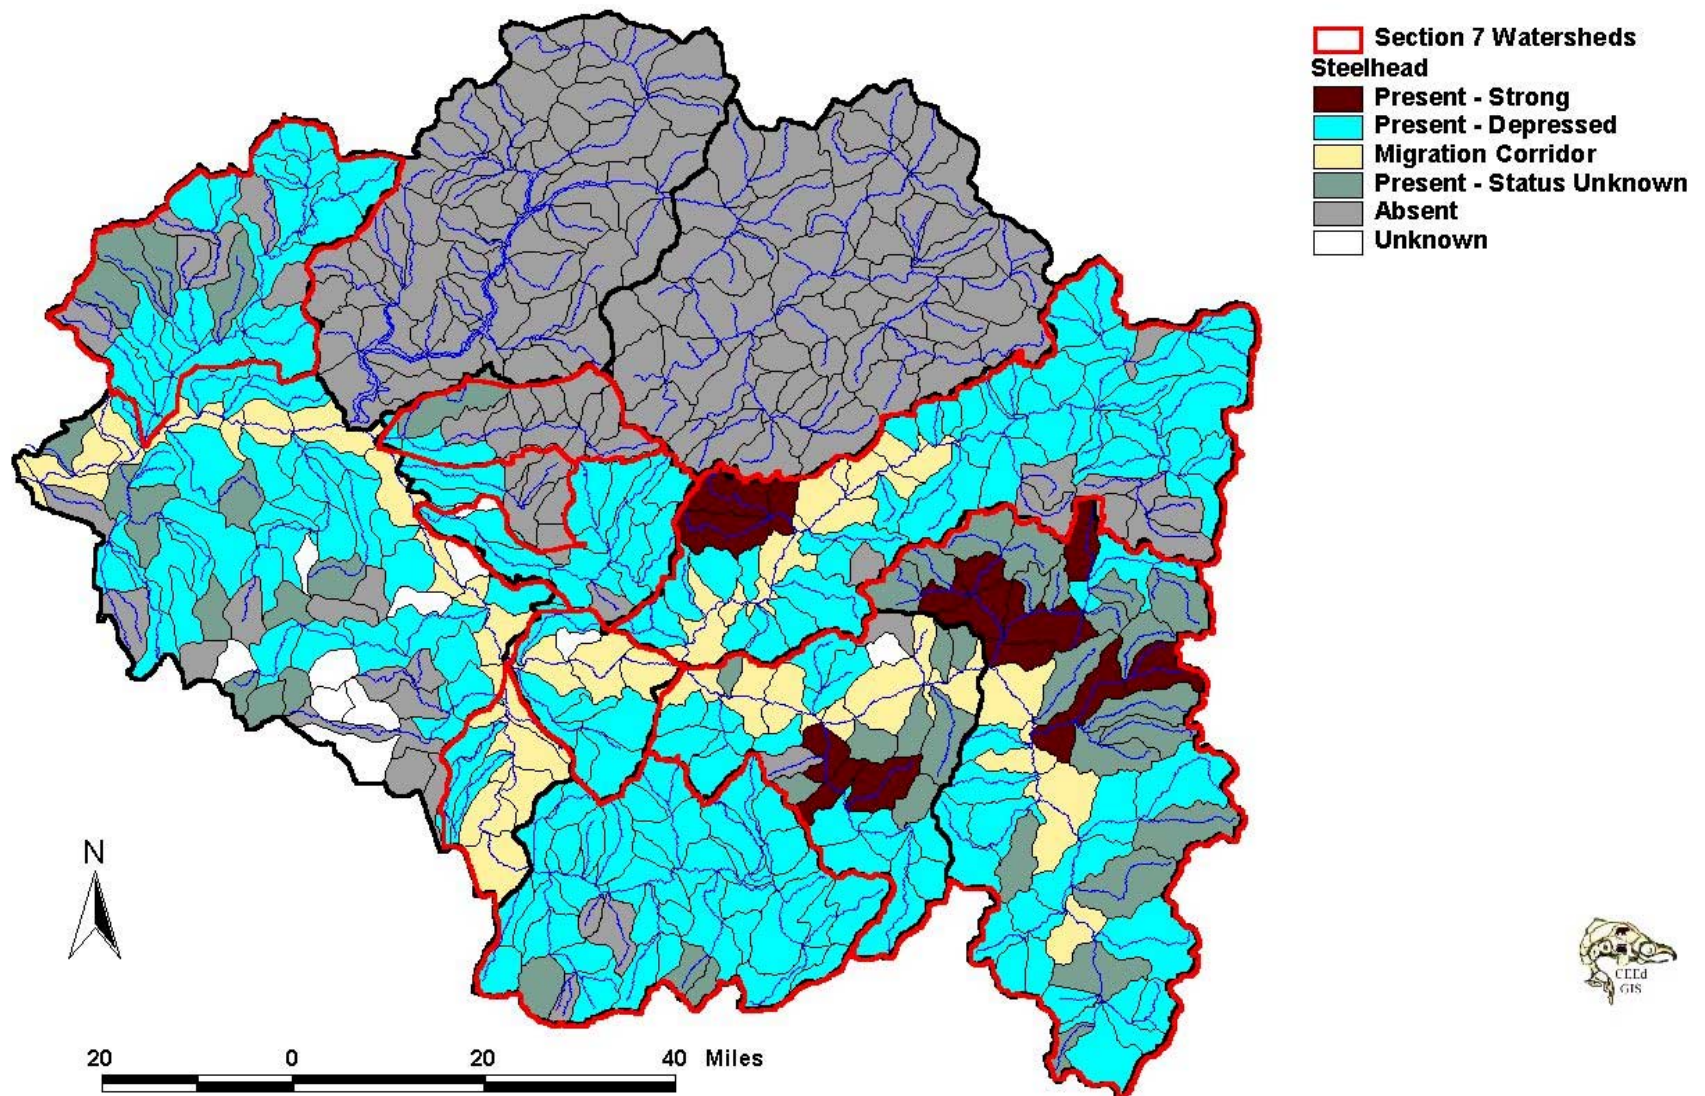 Section 7 Watersheds
Steelhead
Present - Strong
Present - Depressed
Migration Corridor
Present - Status Unknown
Absent
Unknown
N
CEEd
GIS
20 0 20 40 Miles